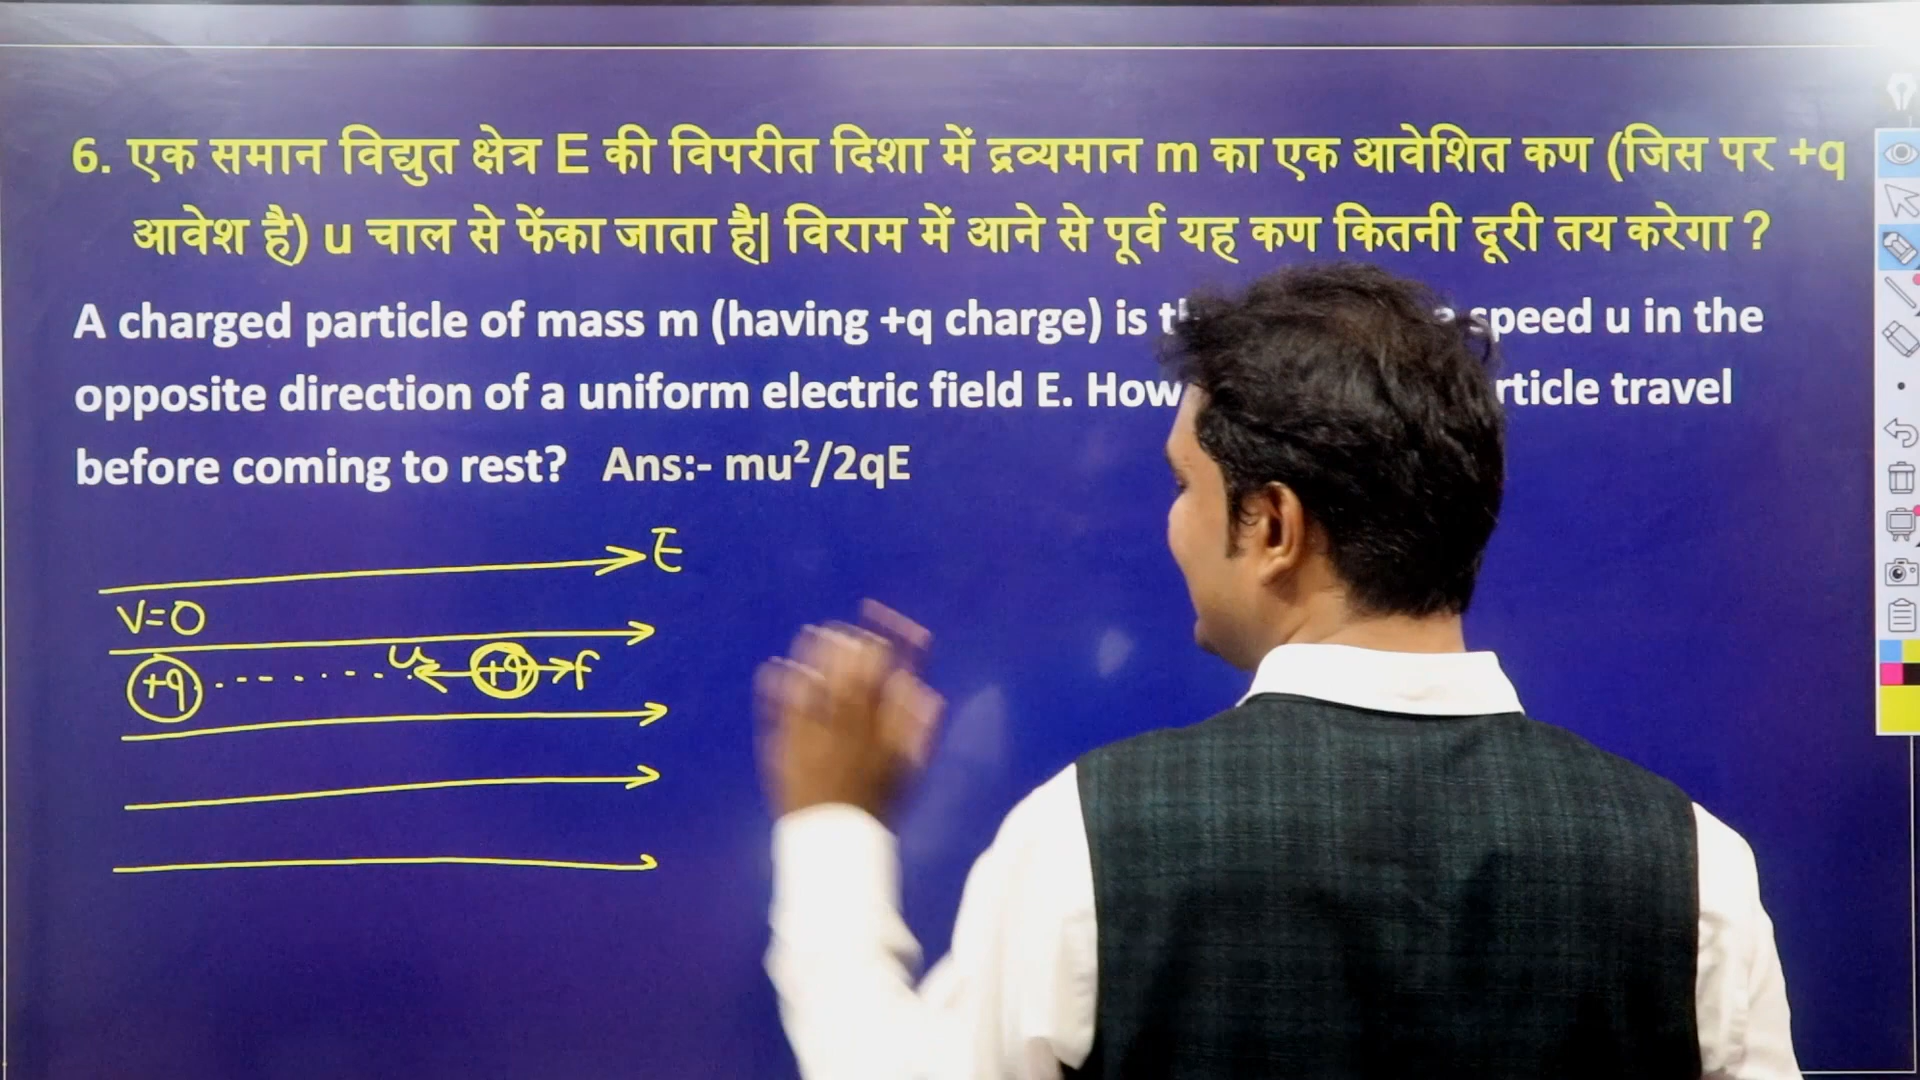 6. एक समान विद्युत क्षेत्र E की विपरीत दिशा में द्रव्यमान m का एक आवेशित कण (जिस पर +q
आवेश है) u चाल से फेंका जाता है| विराम में आने से पूर्व यह कण कितनी दूरी तय करेगा ?
A charged particle of mass m (having +q charge) is speed u in the
opposite direction of a uniform electric field E. How travel
before coming to rest? Ans:- mu²/2qE
E
V=0
+q u +q f